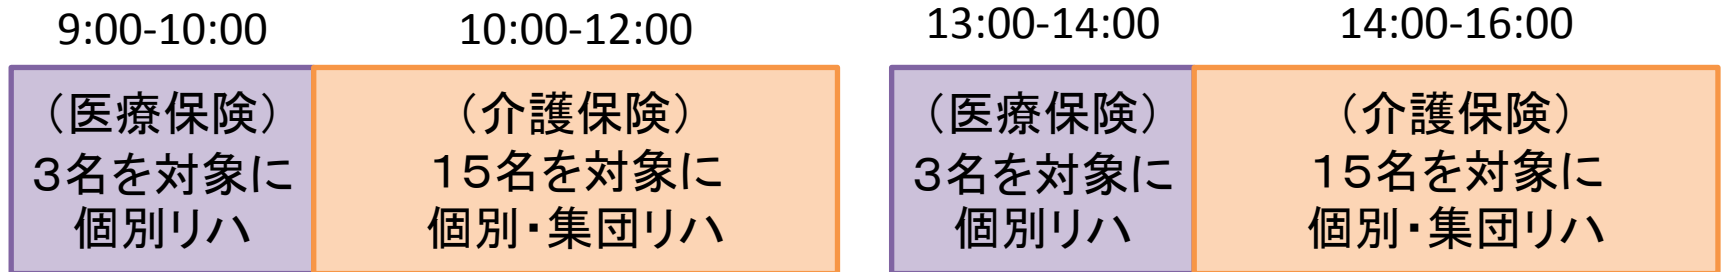 9:00-10:00
10:00-12:00
13:00-14:00
14:00-16:00
（医療保険）
３名を対象に
個別リハ
（介護保険）
１５名を対象に
個別・集団リハ
（医療保険）
３名を対象に
個別リハ
（介護保険）
１５名を対象に
個別・集団リハ